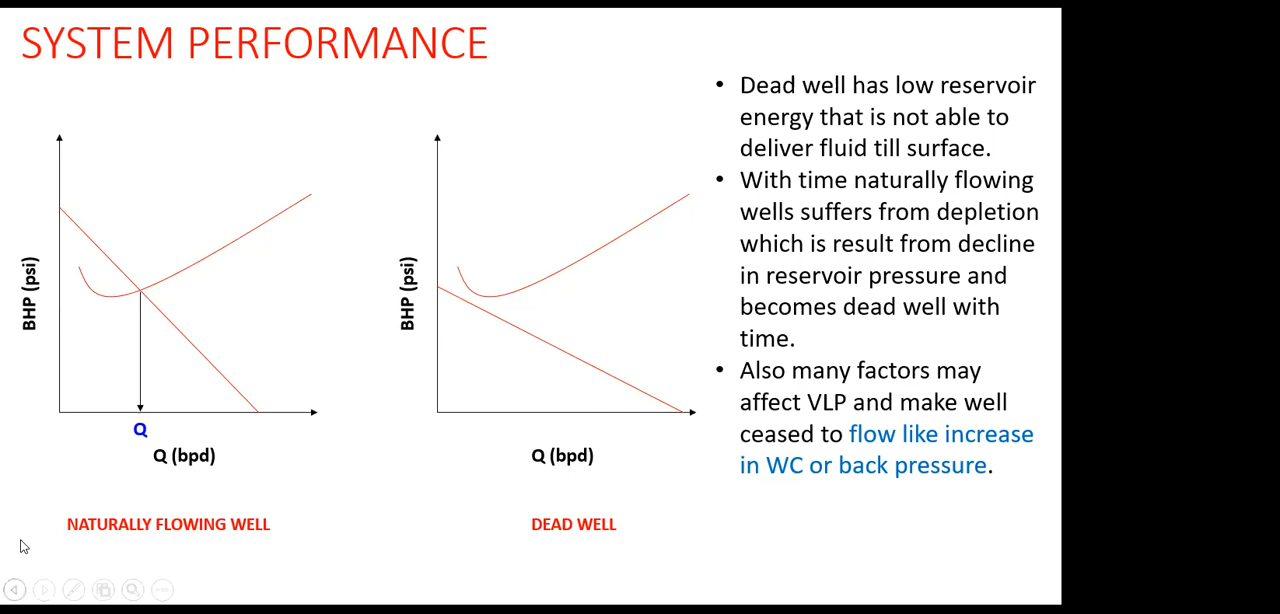 SYSTEM PERFORMANCE
BHP (psi)
Q
Q (bpd)
NATURALLY FLOWING WELL
BHP (psi)
Q (bpd)
DEAD WELL
• Dead well has low reservoir
energy that is not able to
deliver fluid till surface.
• With time naturally flowing
wells suffers from depletion
which is result from decline
in reservoir pressure and
becomes dead well with
time.
• Also many factors may
affect VLP and make well
ceased to flow like increase
in WC or back pressure.